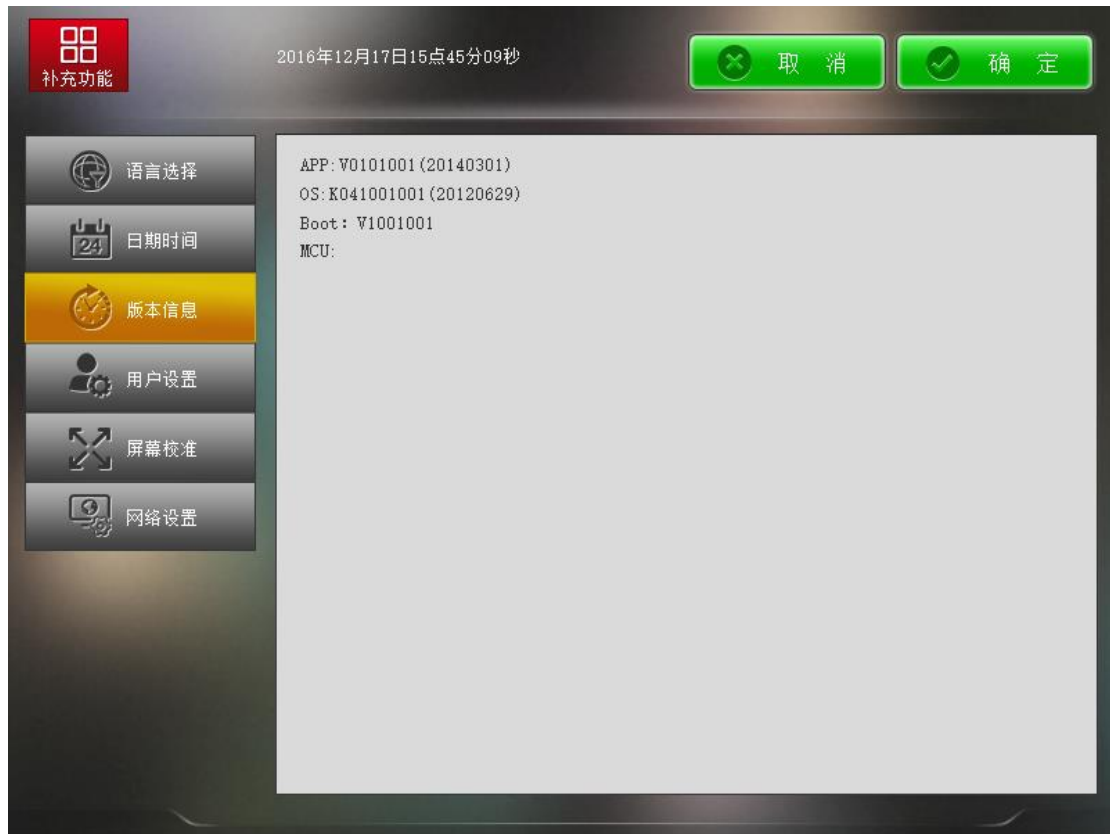 补充功能
2016年12月17日15点45分09秒
取 消
确 定
语言选择
24
日期时间
版本信息
用户设置
屏幕校准
网络设置
APP:V0101001(20140301)
OS:K041001001(20120629)
Boot: V1001001
MCU: